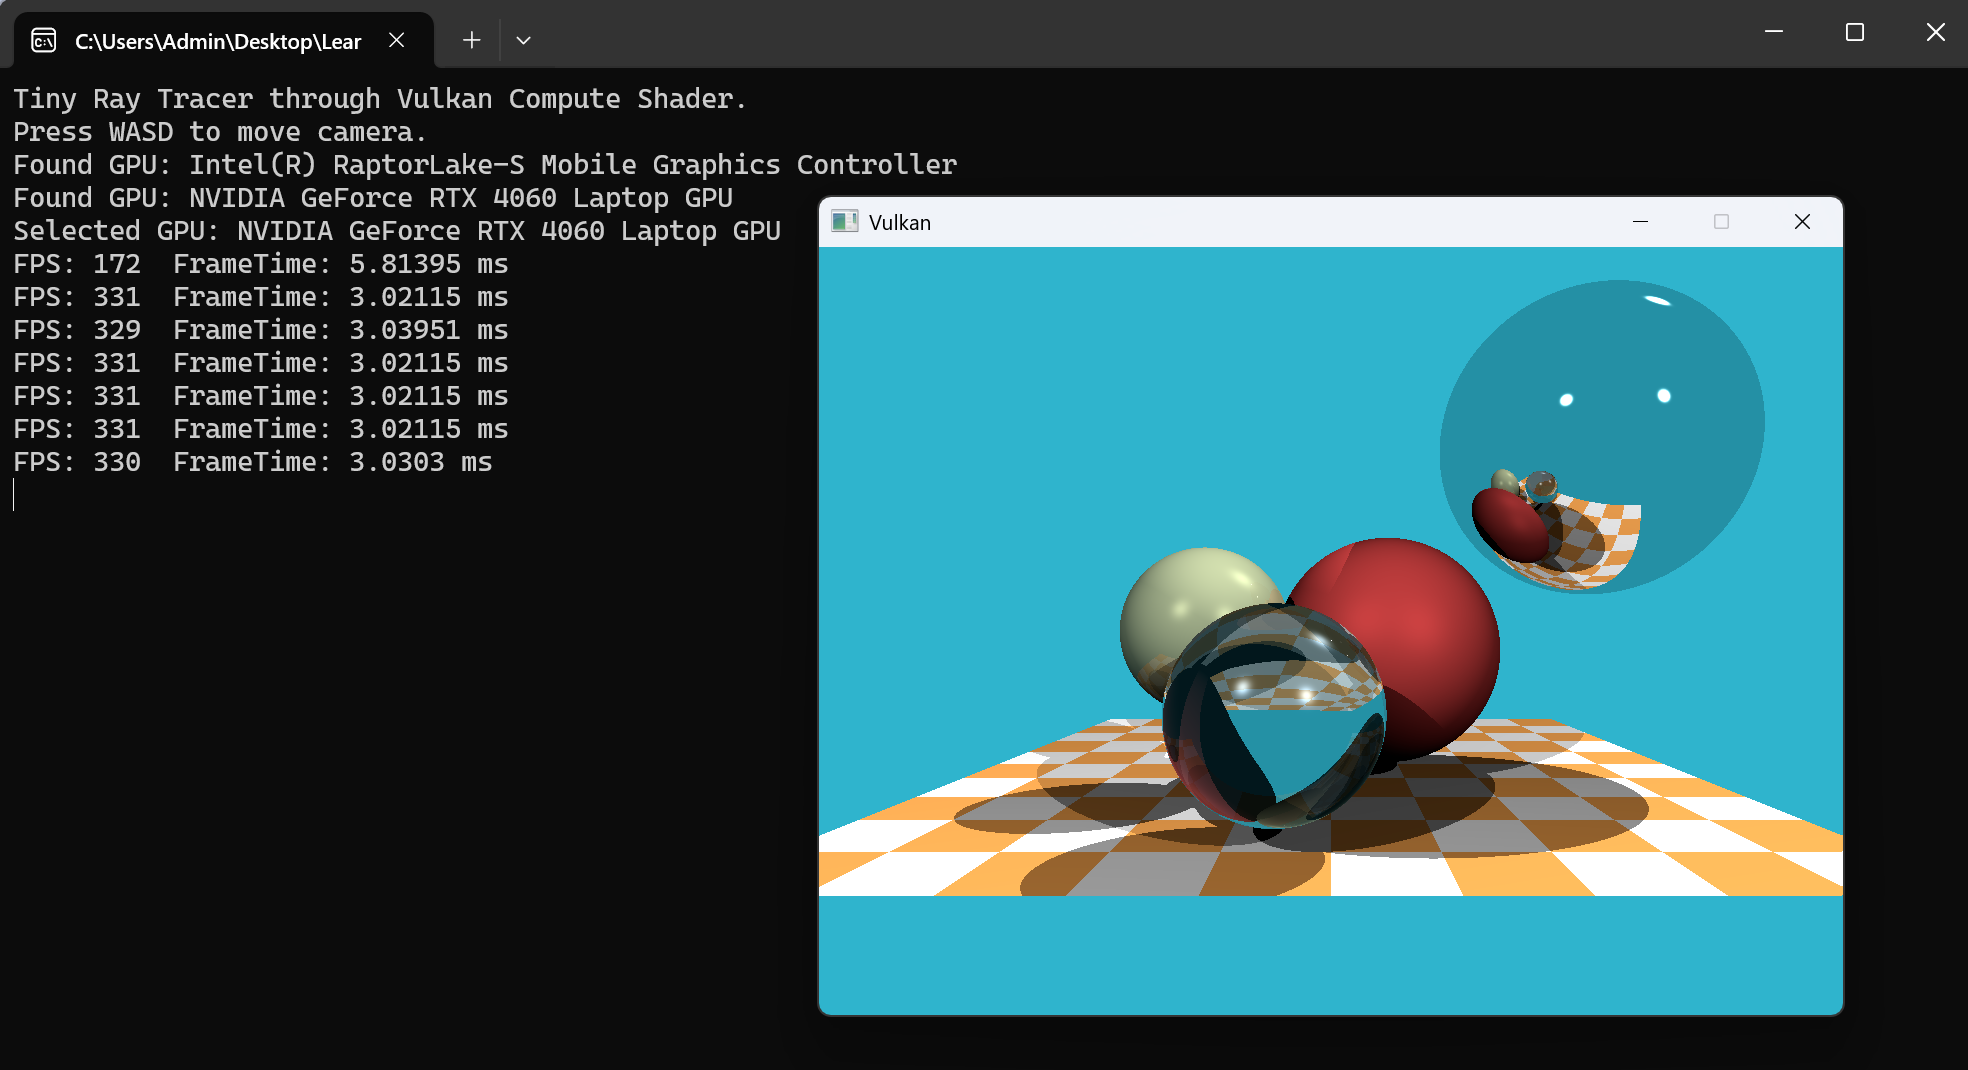 C:\Users\Admin\Desktop\Lear
Tiny Ray Tracer through Vulkan Compute Shader.
Press WASD to move camera.
Found GPU: Intel(R) RaptorLake-S Mobile Graphics Controller
Found GPU: NVIDIA GeForce RTX 4060 Laptop GPU
Selected GPU: NVIDIA GeForce RTX 4060 Laptop GPU
FPS: 172  FrameTime: 5.81395 ms
FPS: 331  FrameTime: 3.02115 ms
FPS: 329  FrameTime: 3.03951 ms
FPS: 331  FrameTime: 3.02115 ms
FPS: 331  FrameTime: 3.02115 ms
FPS: 331  FrameTime: 3.02115 ms
FPS: 330  FrameTime: 3.0303 ms
Vulkan